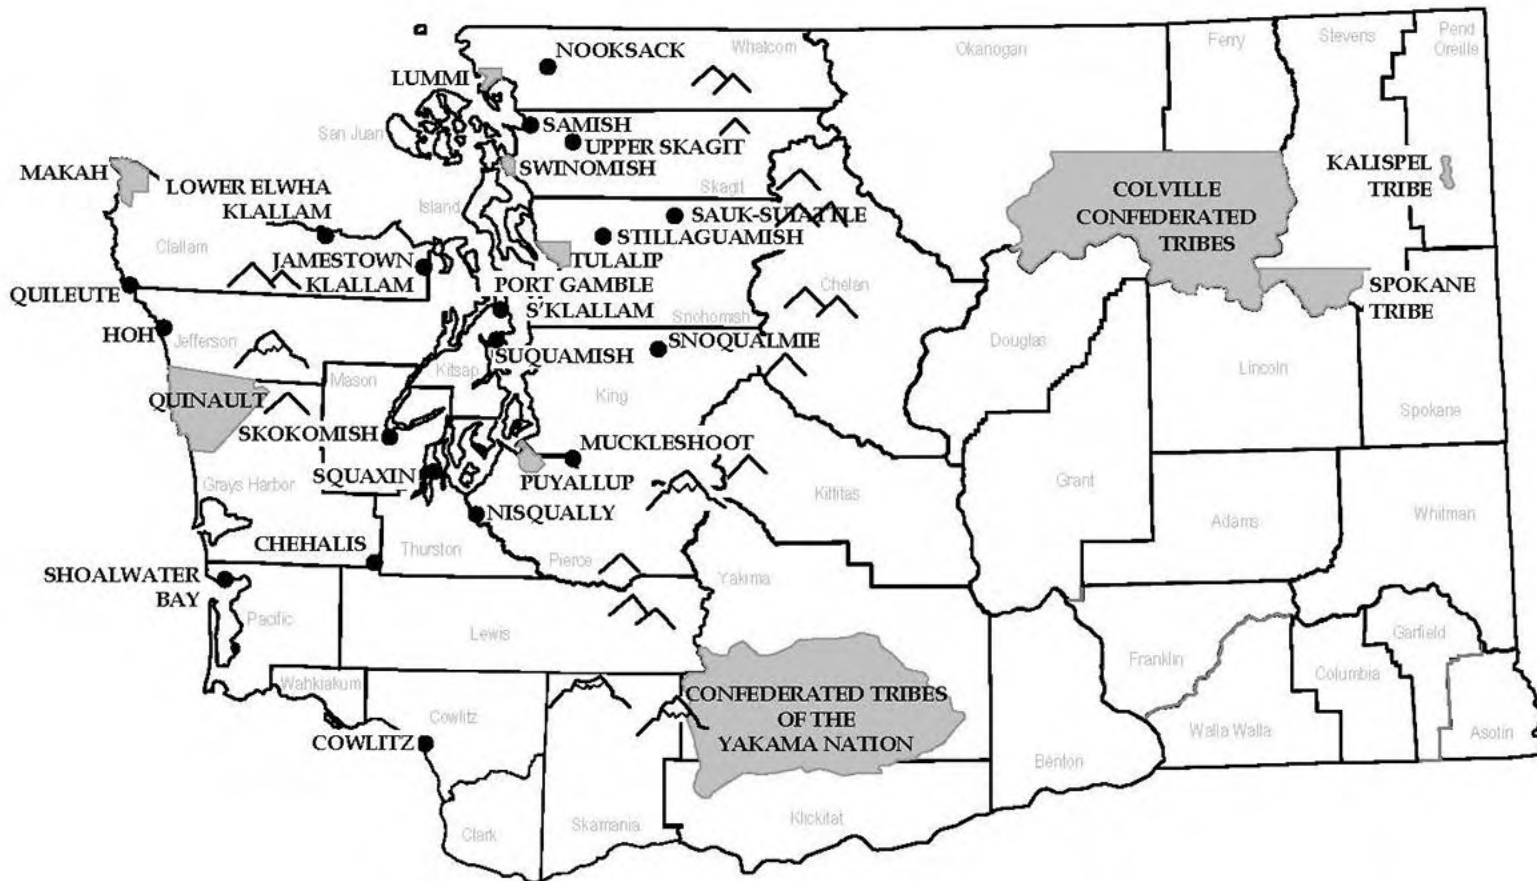 NOOKSACK
Whatcom
Okanogan
Ferry
Stevens
Pend
Oreille
LUMMI
San Juan
SAMISH
UPPER SKAGIT
SWINOMISH
Skagit
MAKAH
LOWER ELWHA
KLALLAM
Island
Clallam
KALISPEL
TRIBE
COLVILLE
CONFEDERATED
TRIBES
SAUK-SUIATTLE
STILLAGUAMISH
JAMESTOWN
KLALLAM
TULALIP
PORT GAMBLE
S'KLALLAM
Snohomish
Chelan
SPOKANE
TRIBE
QUILEUTE
HOH
Jefferson
SUQUAMISH
SNOQUALMIE
Douglas
Lincoln
Mason
Kitsap
King
Spokane
QUINAULT
SKOKOMISH
MUCKLESHOOT
SQUAXIN
PUYALLUP
Grays Harbor
Kittitas
Grant
Adams
Whitman
NISQUALLY
CHEHALIS
Thurston
Pierce
Yakima
SHOALWATER
BAY
Pacific
Lewis
Franklin
Columbia
Garfield
Wahkiakum
Cowlitz
CONFEDERATED TRIBES
OF THE
YAKAMA NATION
COWLITZ
Benton
Walla Walla
Asotin
Clark
Skamania
Klickitat